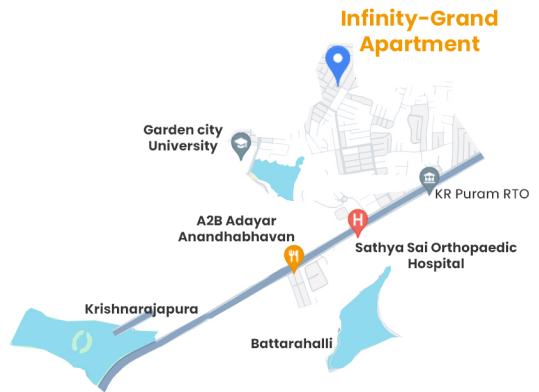 Infinity-Grand
Apartment
Garden city
University
KR Puram RTO
A2B Adayar
Anandhabhavan
H
Sathya Sai Orthopaedic
Hospital
Krishnarajapura
Battarahalli